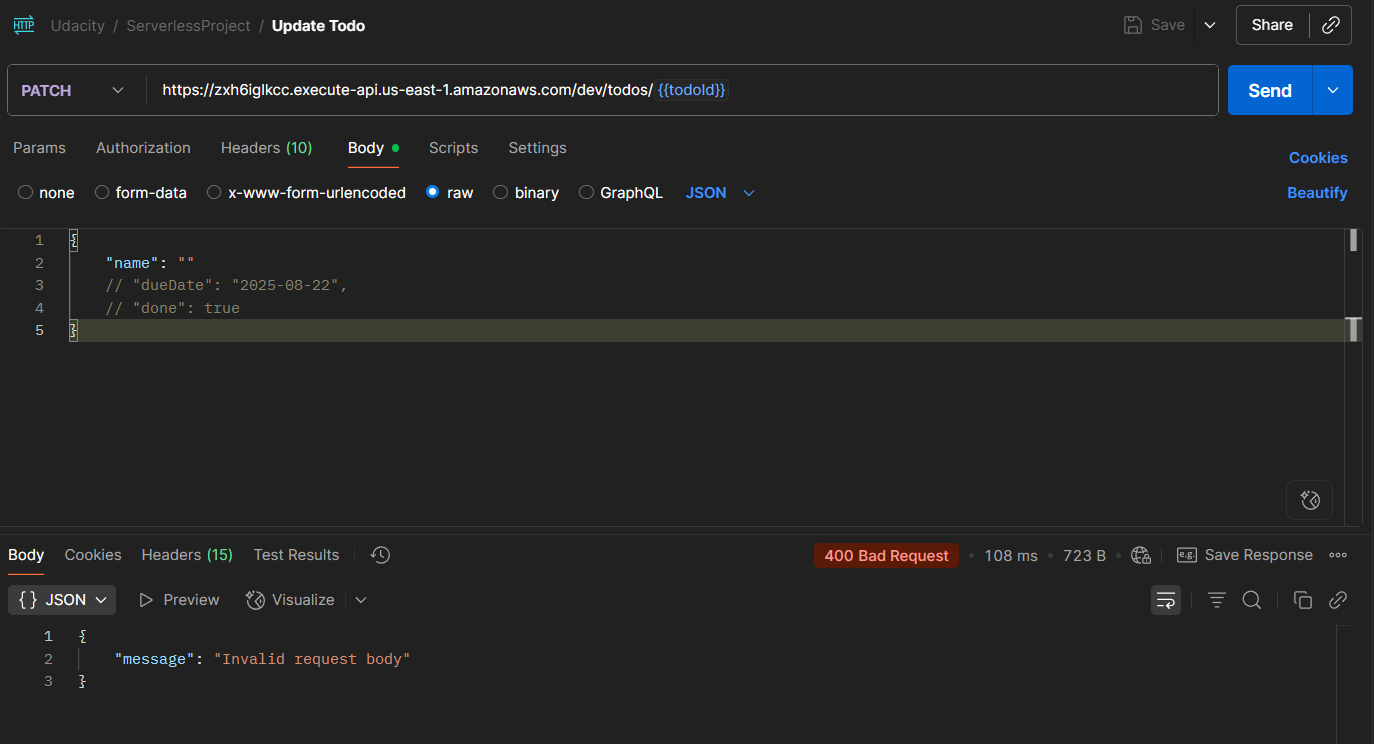 HTTP Udacity / ServerlessProject / Update Todo Save Share
PATCH https://zxh6iglkcc.execute-api.us-east-1.amazonaws.com/dev/todos/ {{todoId}} Send
Params Authorization Headers (10) Body Scripts Settings
Cookies
none form-data x-www-form-urlencoded raw binary GraphQL JSON Beautify
1 {
2 "name": ""
3 // "dueDate": "2025-08-22",
4 // "done": true
5 }
Body Cookies Headers (15) Test Results 400 Bad Request • 108 ms • 723 B • e.g. Save Response
{} JSON Preview Visualize
1 {
2 "message": "Invalid request body"
3 }